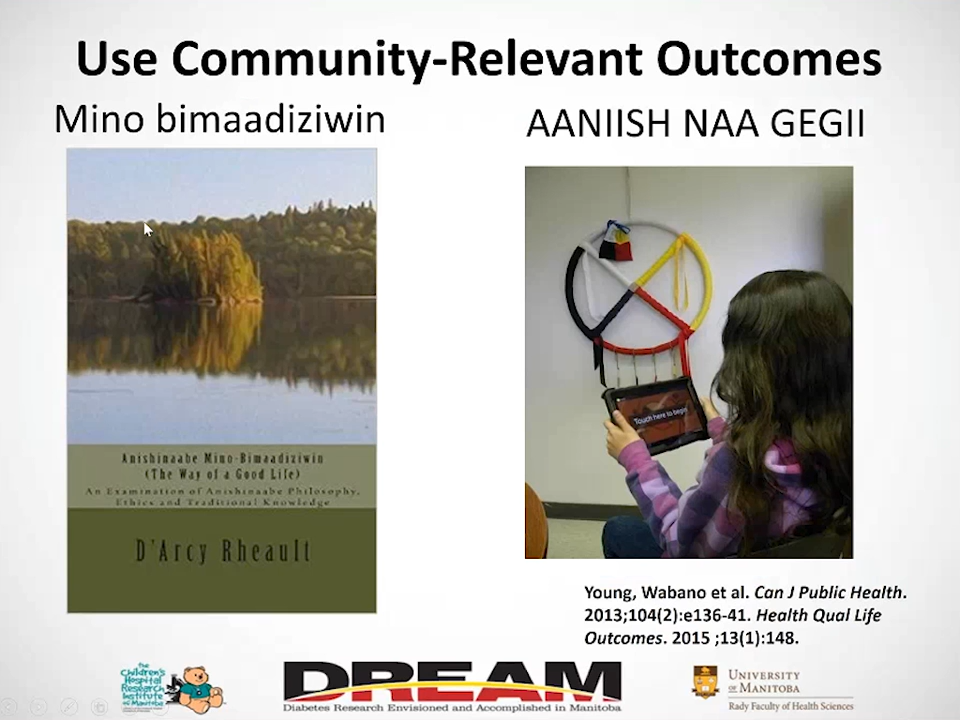 Use Community-Relevant Outcomes
Mino bimaadiziwin
AANIISH NAA GEGII
Anishinaabe Mino-Bimaadiziwin
(The Way of a Good Life)
An Examination of Anishinaabe Philosophy,
Ethics and Traditional Knowledge
D'Arcy Rheault
Touch here to begin
Young, Wabano et al. Can J Public Health.
2013;104(2):e136-41. Health Qual Life
Outcomes. 2015 ;13(1):148.
the
Children's
Hospital
Research
Institute
of Manitoba
DREAM
Diabetes Research Envisioned and Accomplished in Manitoba
UNIVERSITY
OF MANITOBA
Rady Faculty of Health Sciences